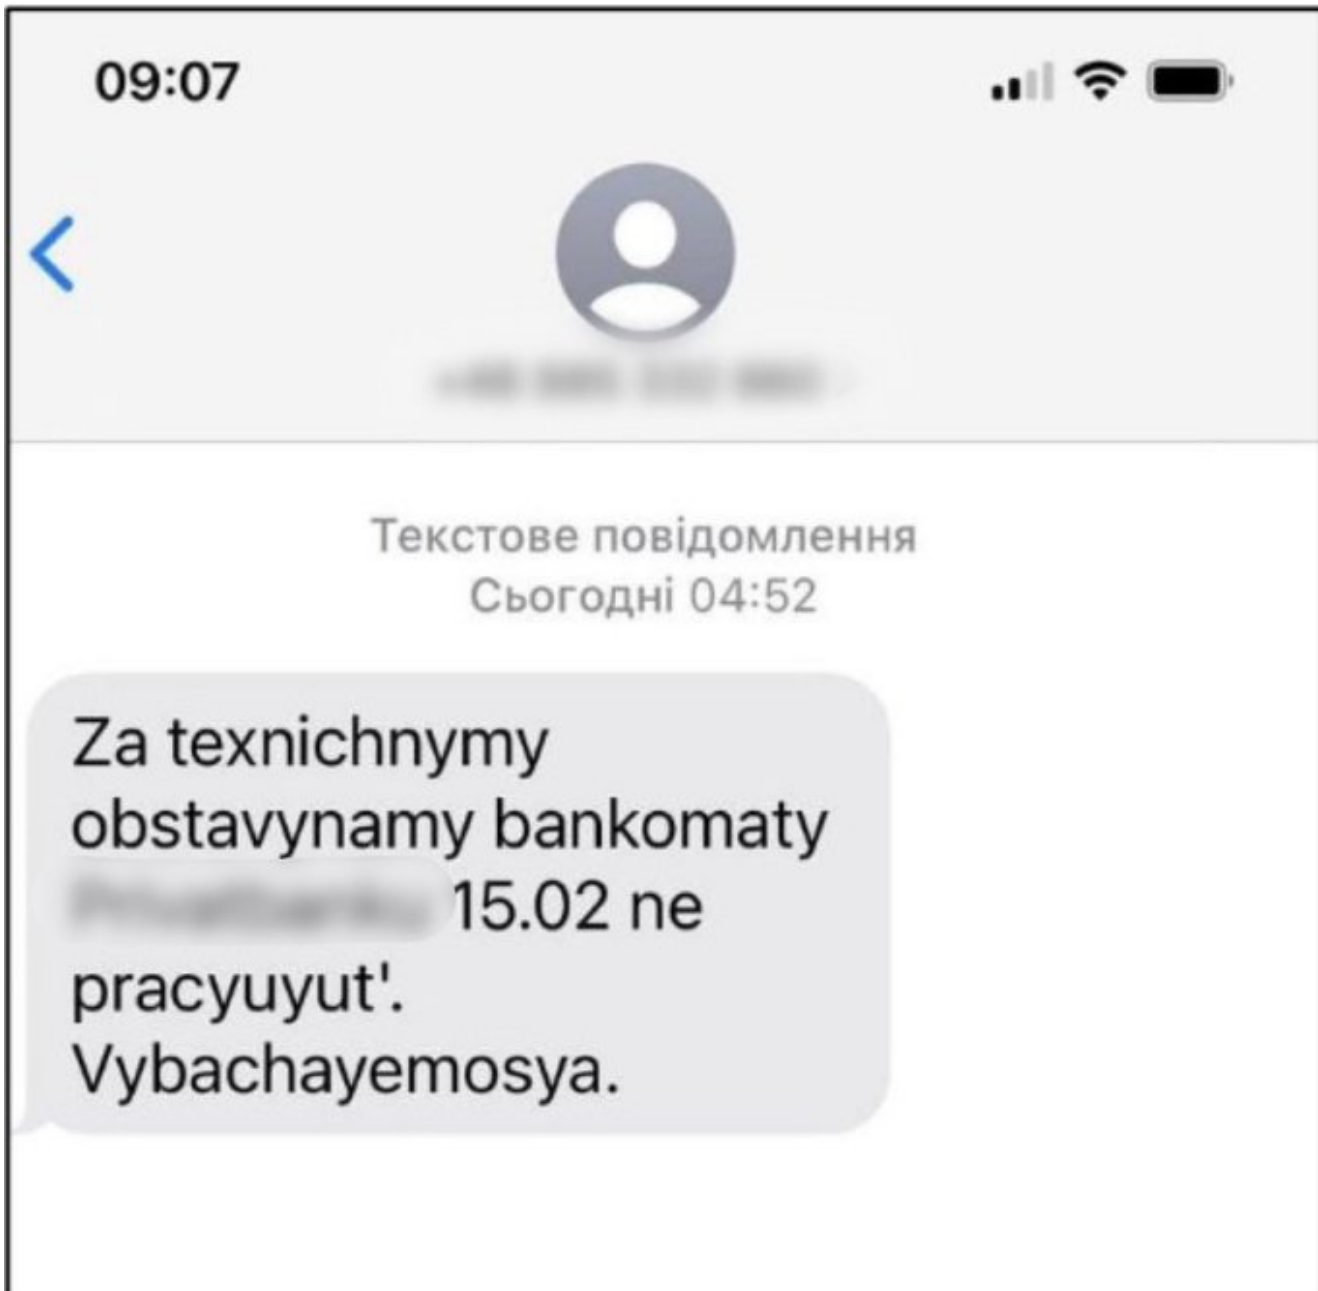 09:07
Текстове повідомлення
Сьогодні 04:52
Za texnichnymy
obstavynamy bankomaty
15.02 ne
pracyuyut'.
Vybachayemosya.